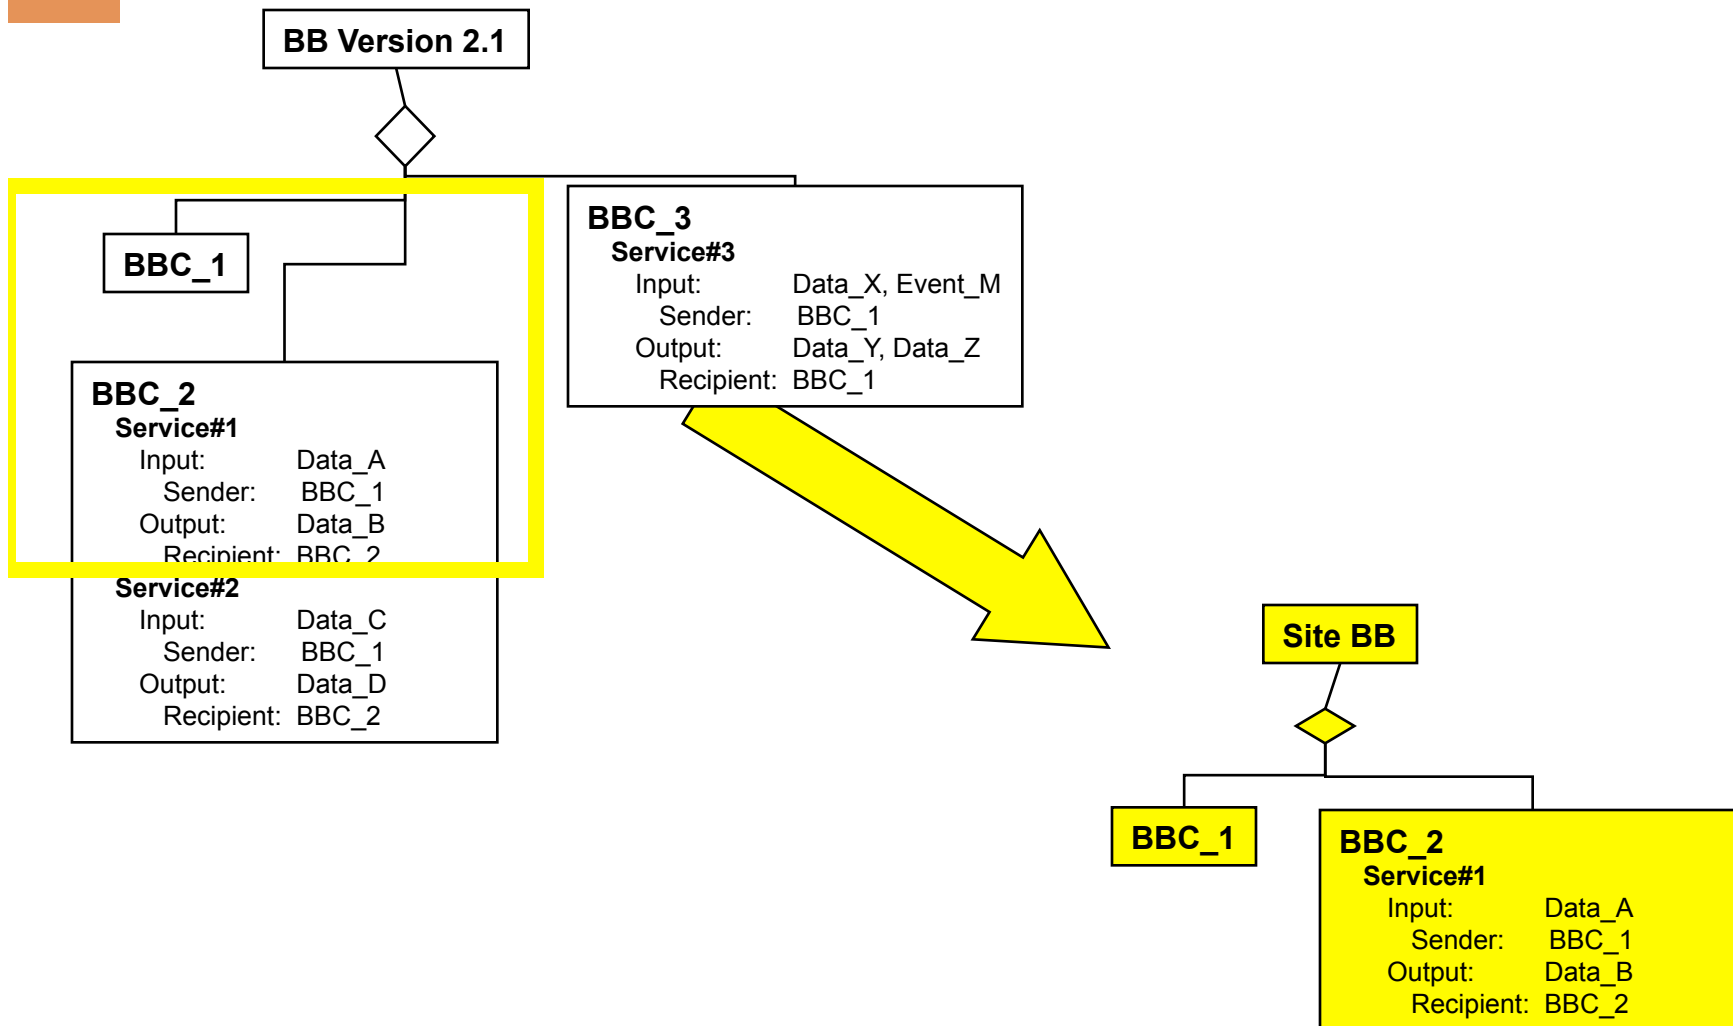 BB Version 2.1
BBC_1
BBC_3
Service#3
Input: Data_X, Event_M
Sender: BBC_1
Output: Data_Y, Data_Z
Recipient: BBC_1
BBC_2
Service#1
Input: Data_A
Sender: BBC_1
Output: Data_B
Recipient: BBC_2
Service#2
Input: Data_C
Sender: BBC_1
Output: Data_D
Recipient: BBC_2
Site BB
BBC_1
BBC_2
Service#1
Input: Data_A
Sender: BBC_1
Output: Data_B
Recipient: BBC_2